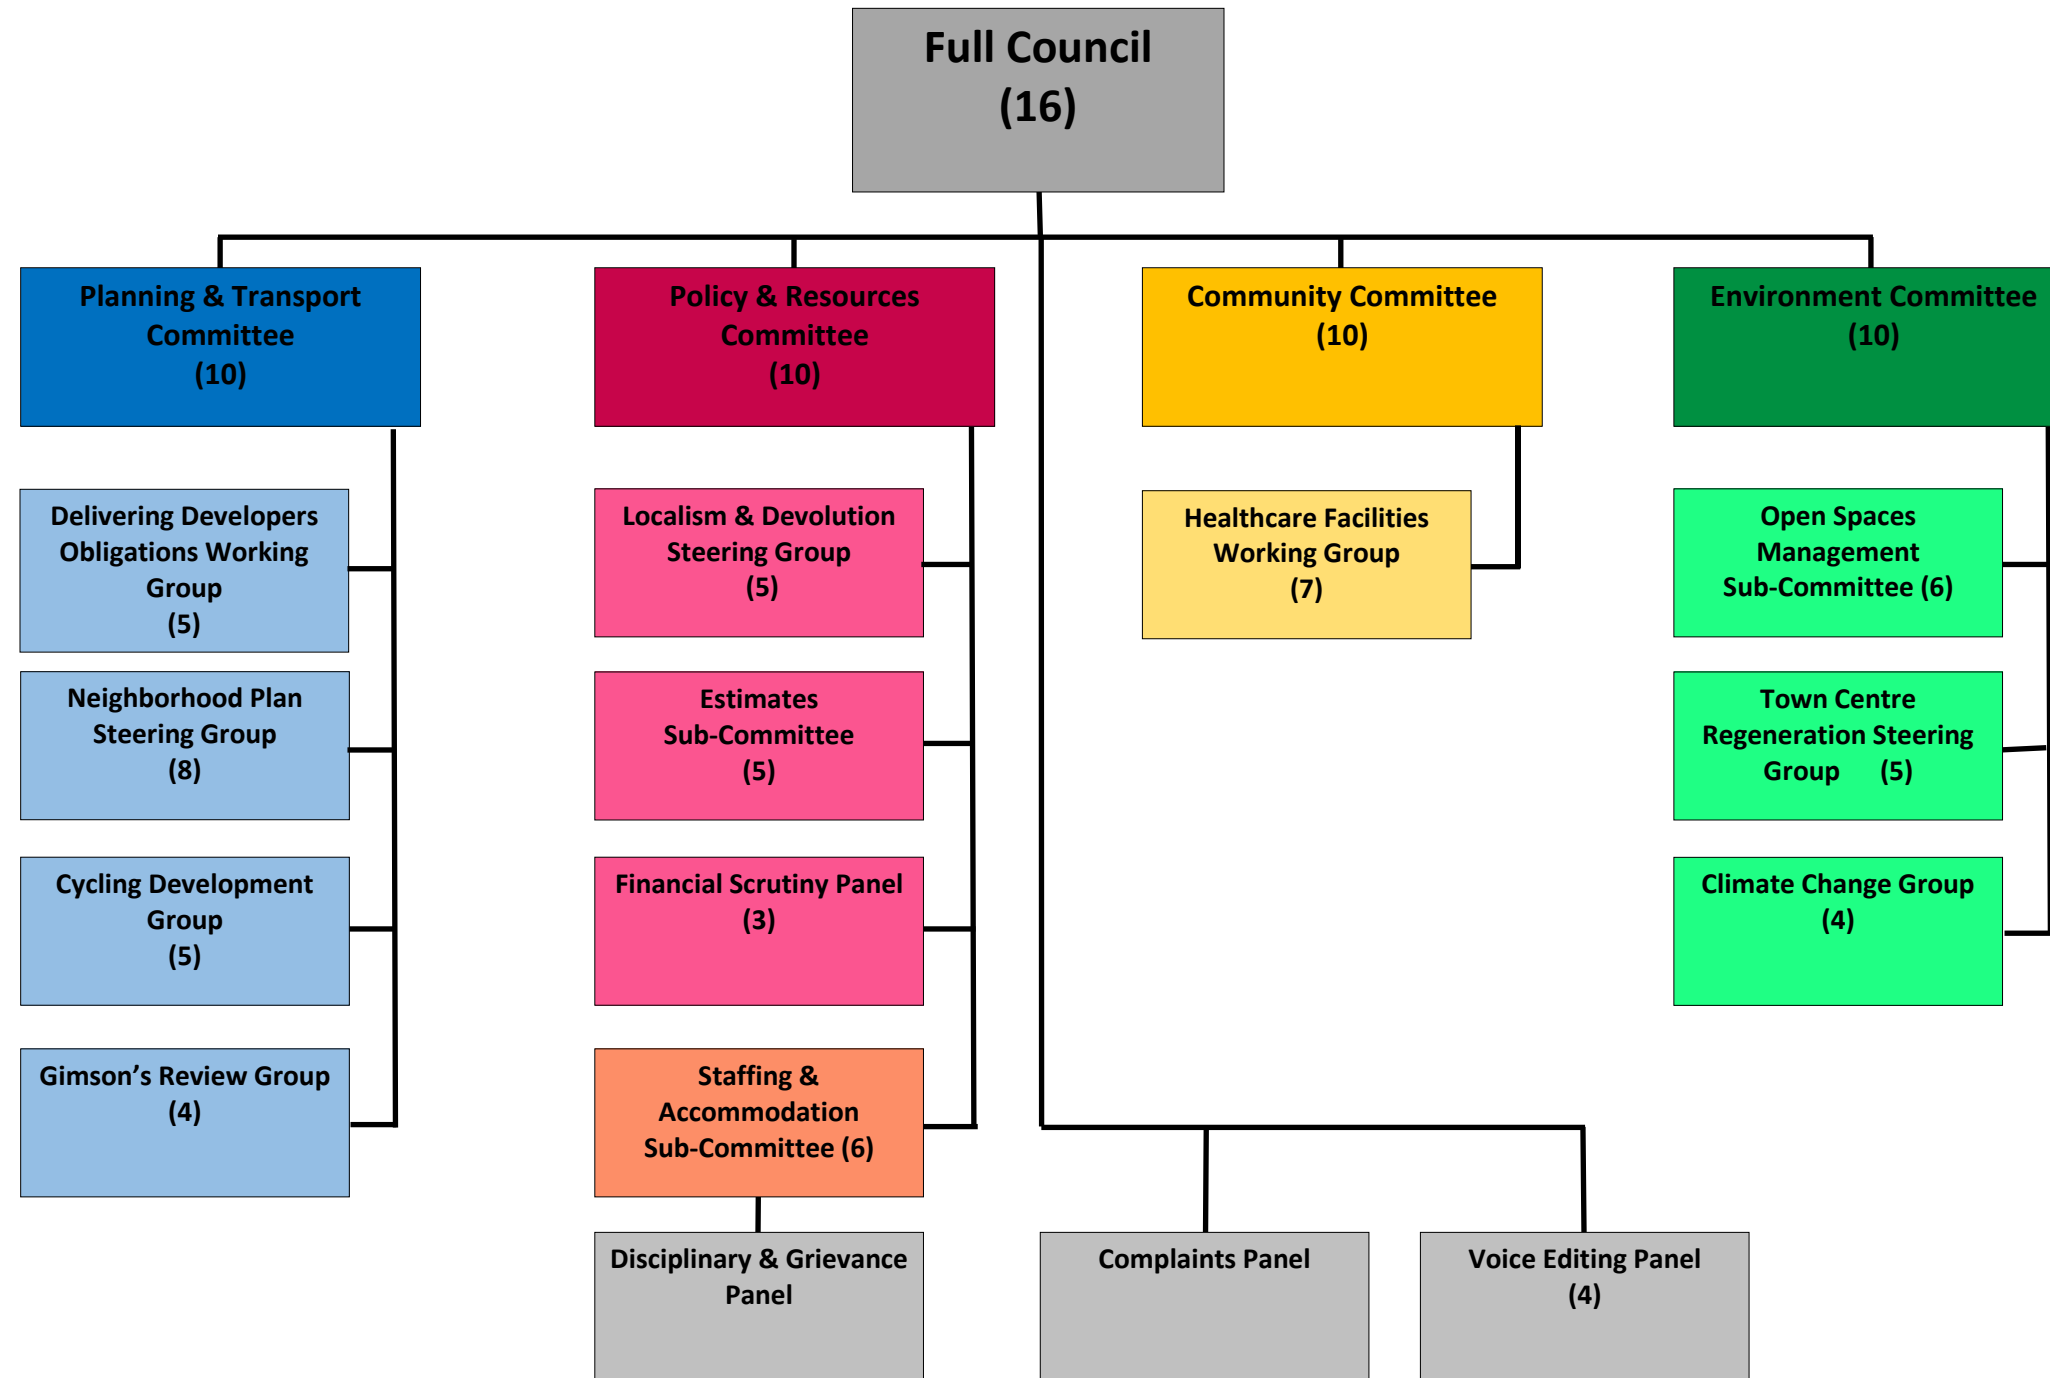 Full Council
(16)
Planning & Transport
Committee
(10)
Policy & Resources
Committee
(10)
Community Committee
(10)
Environment Committee
(10)
Delivering Developers
Obligations Working
Group
(5)
Neighborhood Plan
Steering Group
(8)
Cycling Development
Group
(5)
Gimson’s Review Group
(4)
Localism & Devolution
Steering Group
(5)
Estimates
Sub-Committee
(5)
Financial Scrutiny Panel
(3)
Staffing &
Accommodation
Sub-Committee (6)
Disciplinary & Grievance
Panel
Healthcare Facilities
Working Group
(7)
Open Spaces
Management
Sub-Committee (6)
Town Centre
Regeneration Steering
Group (5)
Climate Change Group
(4)
Complaints Panel
Voice Editing Panel
(4)